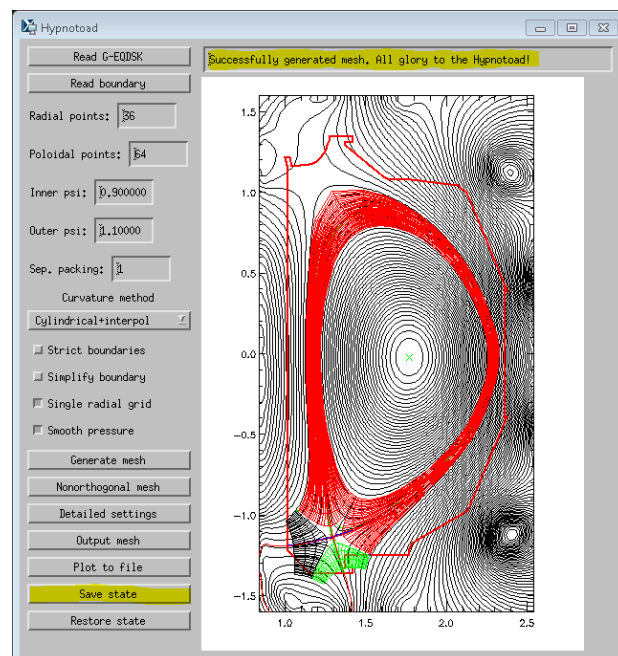 Hypnotoad
Read G-EQDSK
Successfully generated mesh. All glory to the Hypnotoad!
Read boundary
Radial points: 36
Poloidal points: 64
Inner psi: 0.900000
Outer psi: 1.10000
Sep. packing: 1
Curvature method
Cylindrical+interpol
Strict boundaries
Simplify boundary
Single radial grid
Smooth pressure
Generate mesh
Nonorthogonal mesh
Detailed settings
Output mesh
Plot to file
Save state
Restore state
1.5
1.0
0.5
0.0
−0.5
−1.0
−1.5
1.0 1.5 2.0 2.5